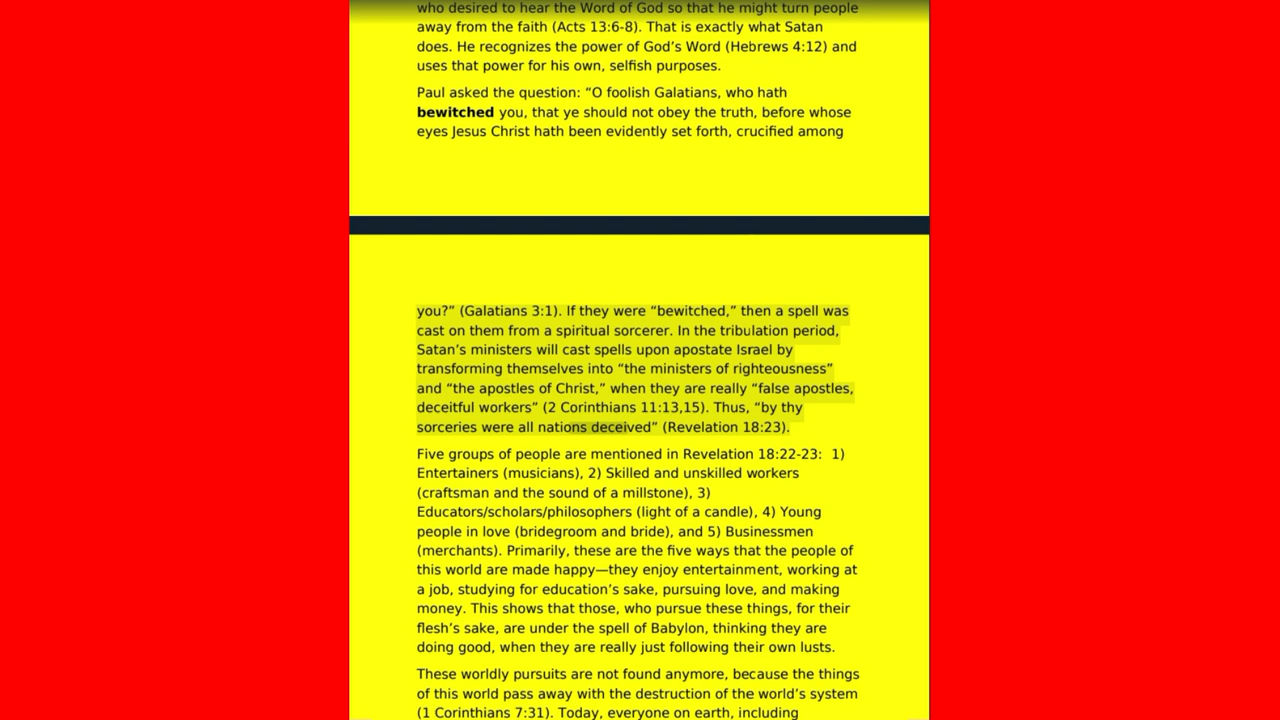 who desired to hear the Word of God so that he might turn people
away from the faith (Acts 13:6-8). That is exactly what Satan
does. He recognizes the power of God’s Word (Hebrews 4:12) and
uses that power for his own, selfish purposes.
Paul asked the question: “O foolish Galatians, who hath
bewitched you, that ye should not obey the truth, before whose
eyes Jesus Christ hath been evidently set forth, crucified among
you?” (Galatians 3:1). If they were “bewitched,” then a spell was
cast on them from a spiritual sorcerer. In the tribulation period,
Satan’s ministers will cast spells upon apostate Israel by
transforming themselves into “the ministers of righteousness”
and “the apostles of Christ,” when they are really “false apostles,
deceitful workers” (2 Corinthians 11:13,15). Thus, “by thy
sorceries were all nations deceived” (Revelation 18:23).
Five groups of people are mentioned in Revelation 18:22-23:  1)
Entertainers (musicians), 2) Skilled and unskilled workers
(craftsman and the sound of a millstone), 3)
Educators/scholars/philosophers (light of a candle), 4) Young
people in love (bridegroom and bride), and 5) Businessmen
(merchants). Primarily, these are the five ways that the people of
this world are made happy—they enjoy entertainment, working at
a job, studying for education’s sake, pursuing love, and making
money. This shows that those, who pursue these things, for their
flesh’s sake, are under the spell of Babylon, thinking they are
doing good, when they are really just following their own lusts.
These worldly pursuits are not found anymore, because the things
of this world pass away with the destruction of the world’s system
(1 Corinthians 7:31). Today, everyone on earth, including